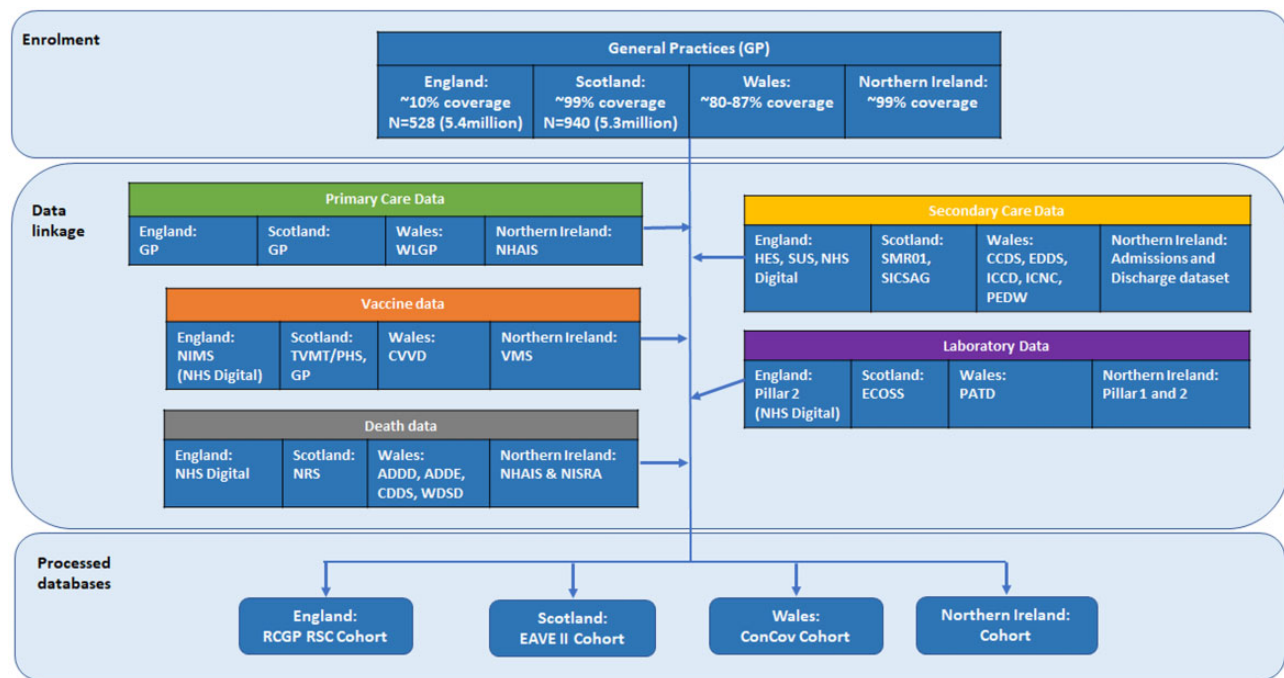 Enrolment
General Practices (GP)
England:
~10% coverage
N=528 (5.4million)
Scotland:
~99% coverage
N=940 (5.3million)
Wales:
~80-87% coverage
Northern Ireland:
~99% coverage
Data
linkage
Primary Care Data
England:
GP
Scotland:
GP
Wales:
WLGP
Northern Ireland:
NHAIS
Secondary Care Data
England:
HES, SUS, NHS
Digital
Scotland:
SMR01,
SICSAG
Wales:
CCDS, EDDS,
ICCD, ICNC,
PEDW
Northern Ireland:
Admissions and
Discharge dataset
Vaccine data
England:
NIMS
(NHS Digital)
Scotland:
TVMT/PHS,
GP
Wales:
CVVD
Northern Ireland:
VMS
Laboratory Data
England:
Pillar 2
(NHS Digital)
Scotland:
ECOSS
Wales:
PATD
Northern Ireland:
Pillar 1 and 2
Death data
England:
NHS Digital
Scotland:
NRS
Wales:
ADDD, ADDE,
CDDS, WDSD
Northern Ireland:
NHAIS & NISRA
Processed
databases
England:
RCGP RSC Cohort
Scotland:
EAVE II Cohort
Wales:
ConCov Cohort
Northern Ireland:
Cohort